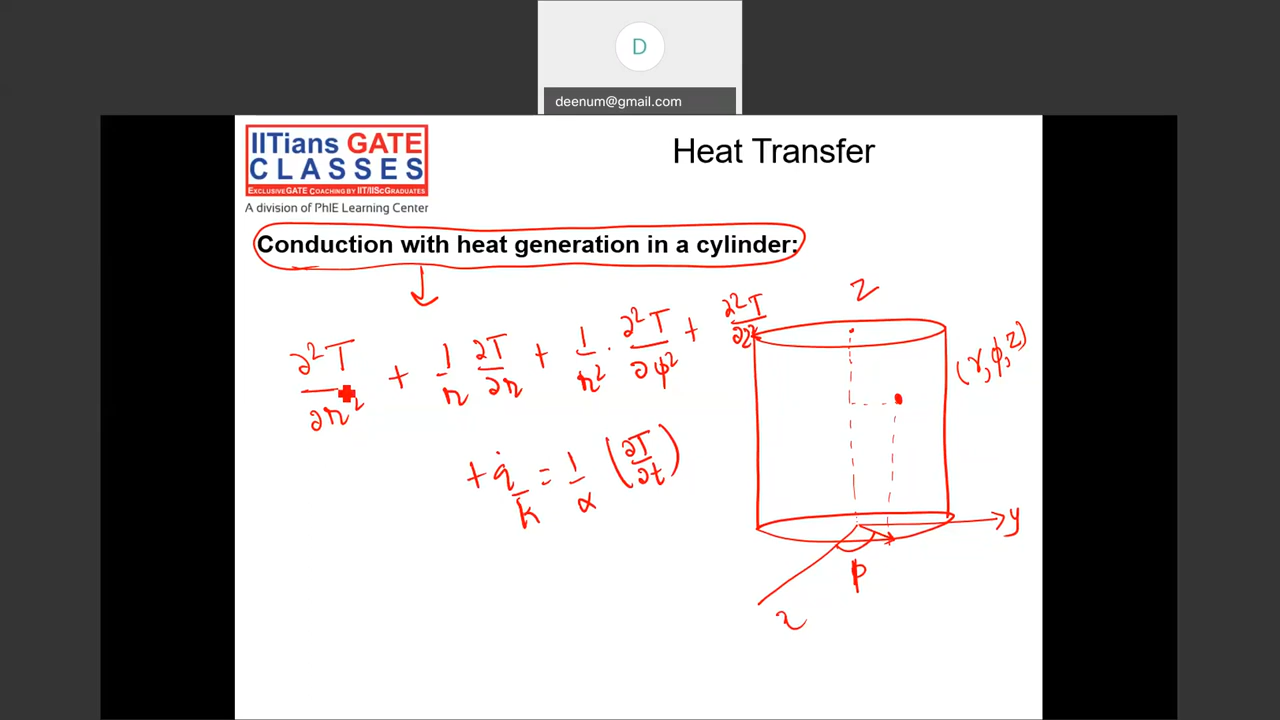 D
deenum@gmail.com
IITians GATE
CLASSES
EXCLUSIVE GATE COACHING BY IIT/IISc GRADUATES
A division of PhIE Learning Center
Heat Transfer
Conduction with heat generation in a cylinder:
∂²T/∂r² + 1/r ∂T/∂r + 1/r² · ∂²T/∂φ² + ∂²T/∂z²
+ q̇/k = 1/α (∂T/∂t)
z
(r, φ, z)
y
φ
x